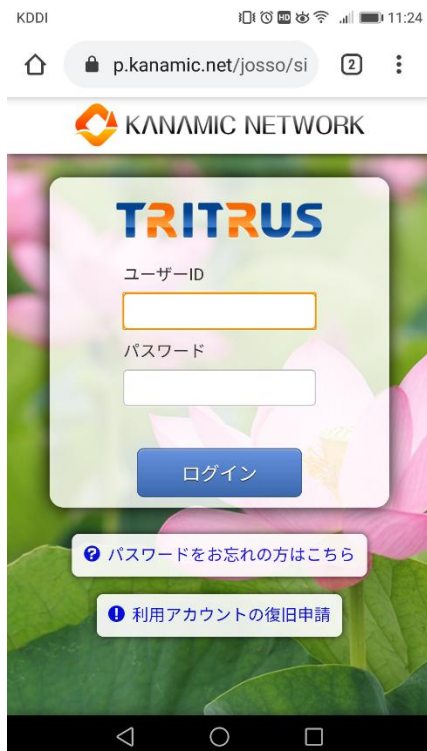 KDDI
HD
11:24
p.kanamic.net/josso/si
2
KANAMIC NETWORK
TRITRUS
ユーザーID
パスワード
ログイン
? パスワードをお忘れの方はこちら
! 利用アカウントの復旧申請